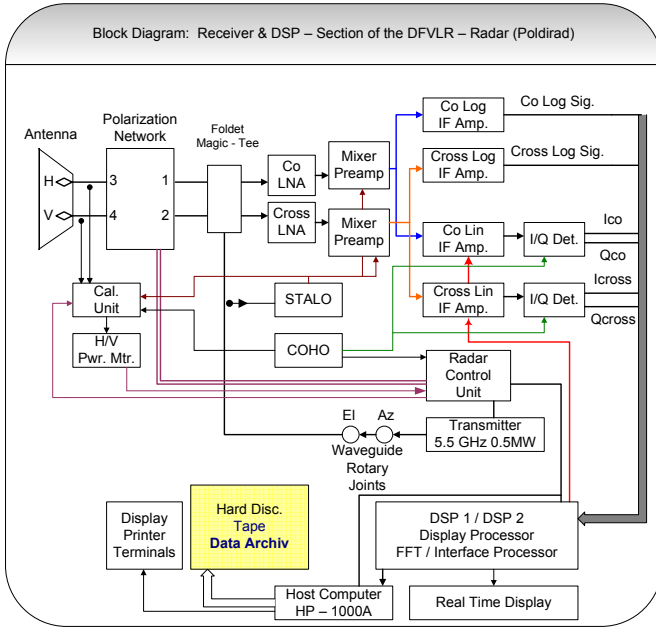 Block Diagram: Receiver & DSP – Section of the DFVLR – Radar (Poldirad)
Antenna
H
V
Polarization
Network
3
1
4
2
Foldet
Magic - Tee
Co
LNA
Cross
LNA
Mixer
Preamp
Mixer
Preamp
Co Log
IF Amp.
Cross Log
IF Amp.
Co Lin
IF Amp.
Cross Lin
IF Amp.
I/Q Det.
I/Q Det.
Co Log Sig.
Cross Log Sig.
Ico
Qco
Icross
Qcross
Cal.
Unit
H/V
Pwr. Mtr.
STALO
COHO
Radar
Control
Unit
Transmitter
5.5 GHz 0.5MW
El
Az
Waveguide
Rotary
Joints
Display
Printer
Terminals
Hard Disc.
Tape
Data Archiv
DSP 1 / DSP 2
Display Processor
FFT / Interface Processor
Host Computer
HP – 1000A
Real Time Display